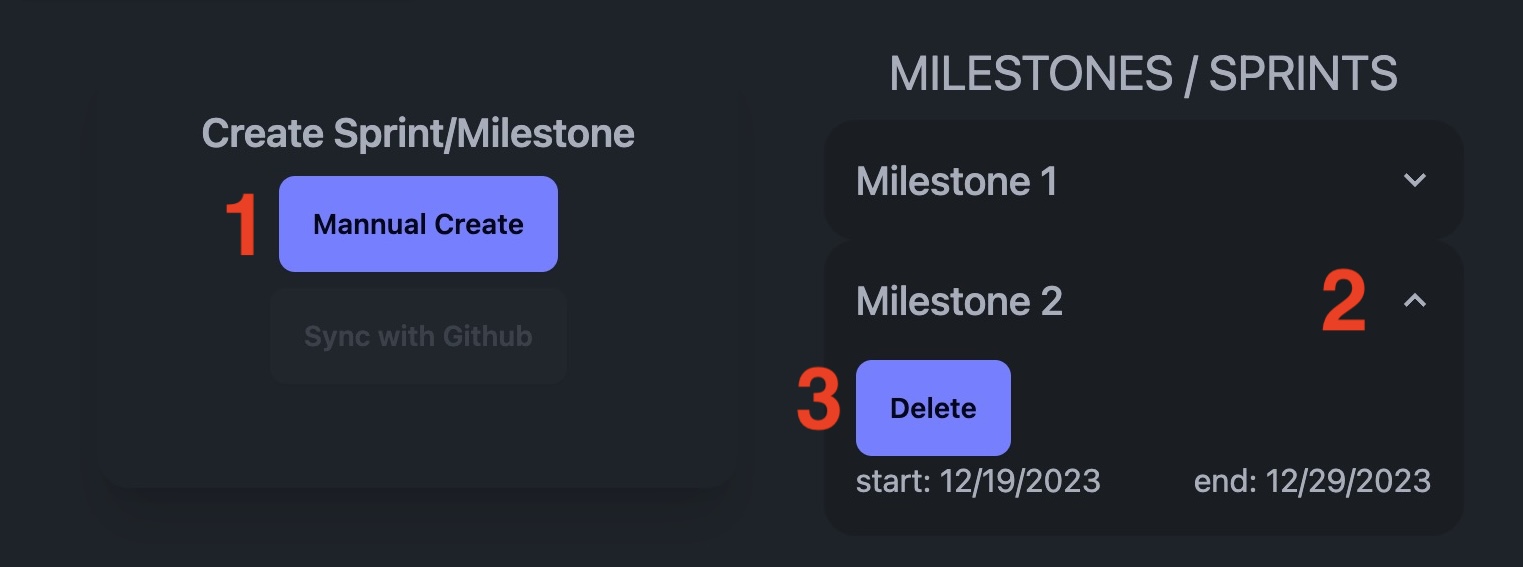 Create Sprint/Milestone
1
Mannual Create
Sync with Github
MILESTONES / SPRINTS
Milestone 1
Milestone 2
2
3
Delete
start: 12/19/2023
end: 12/29/2023